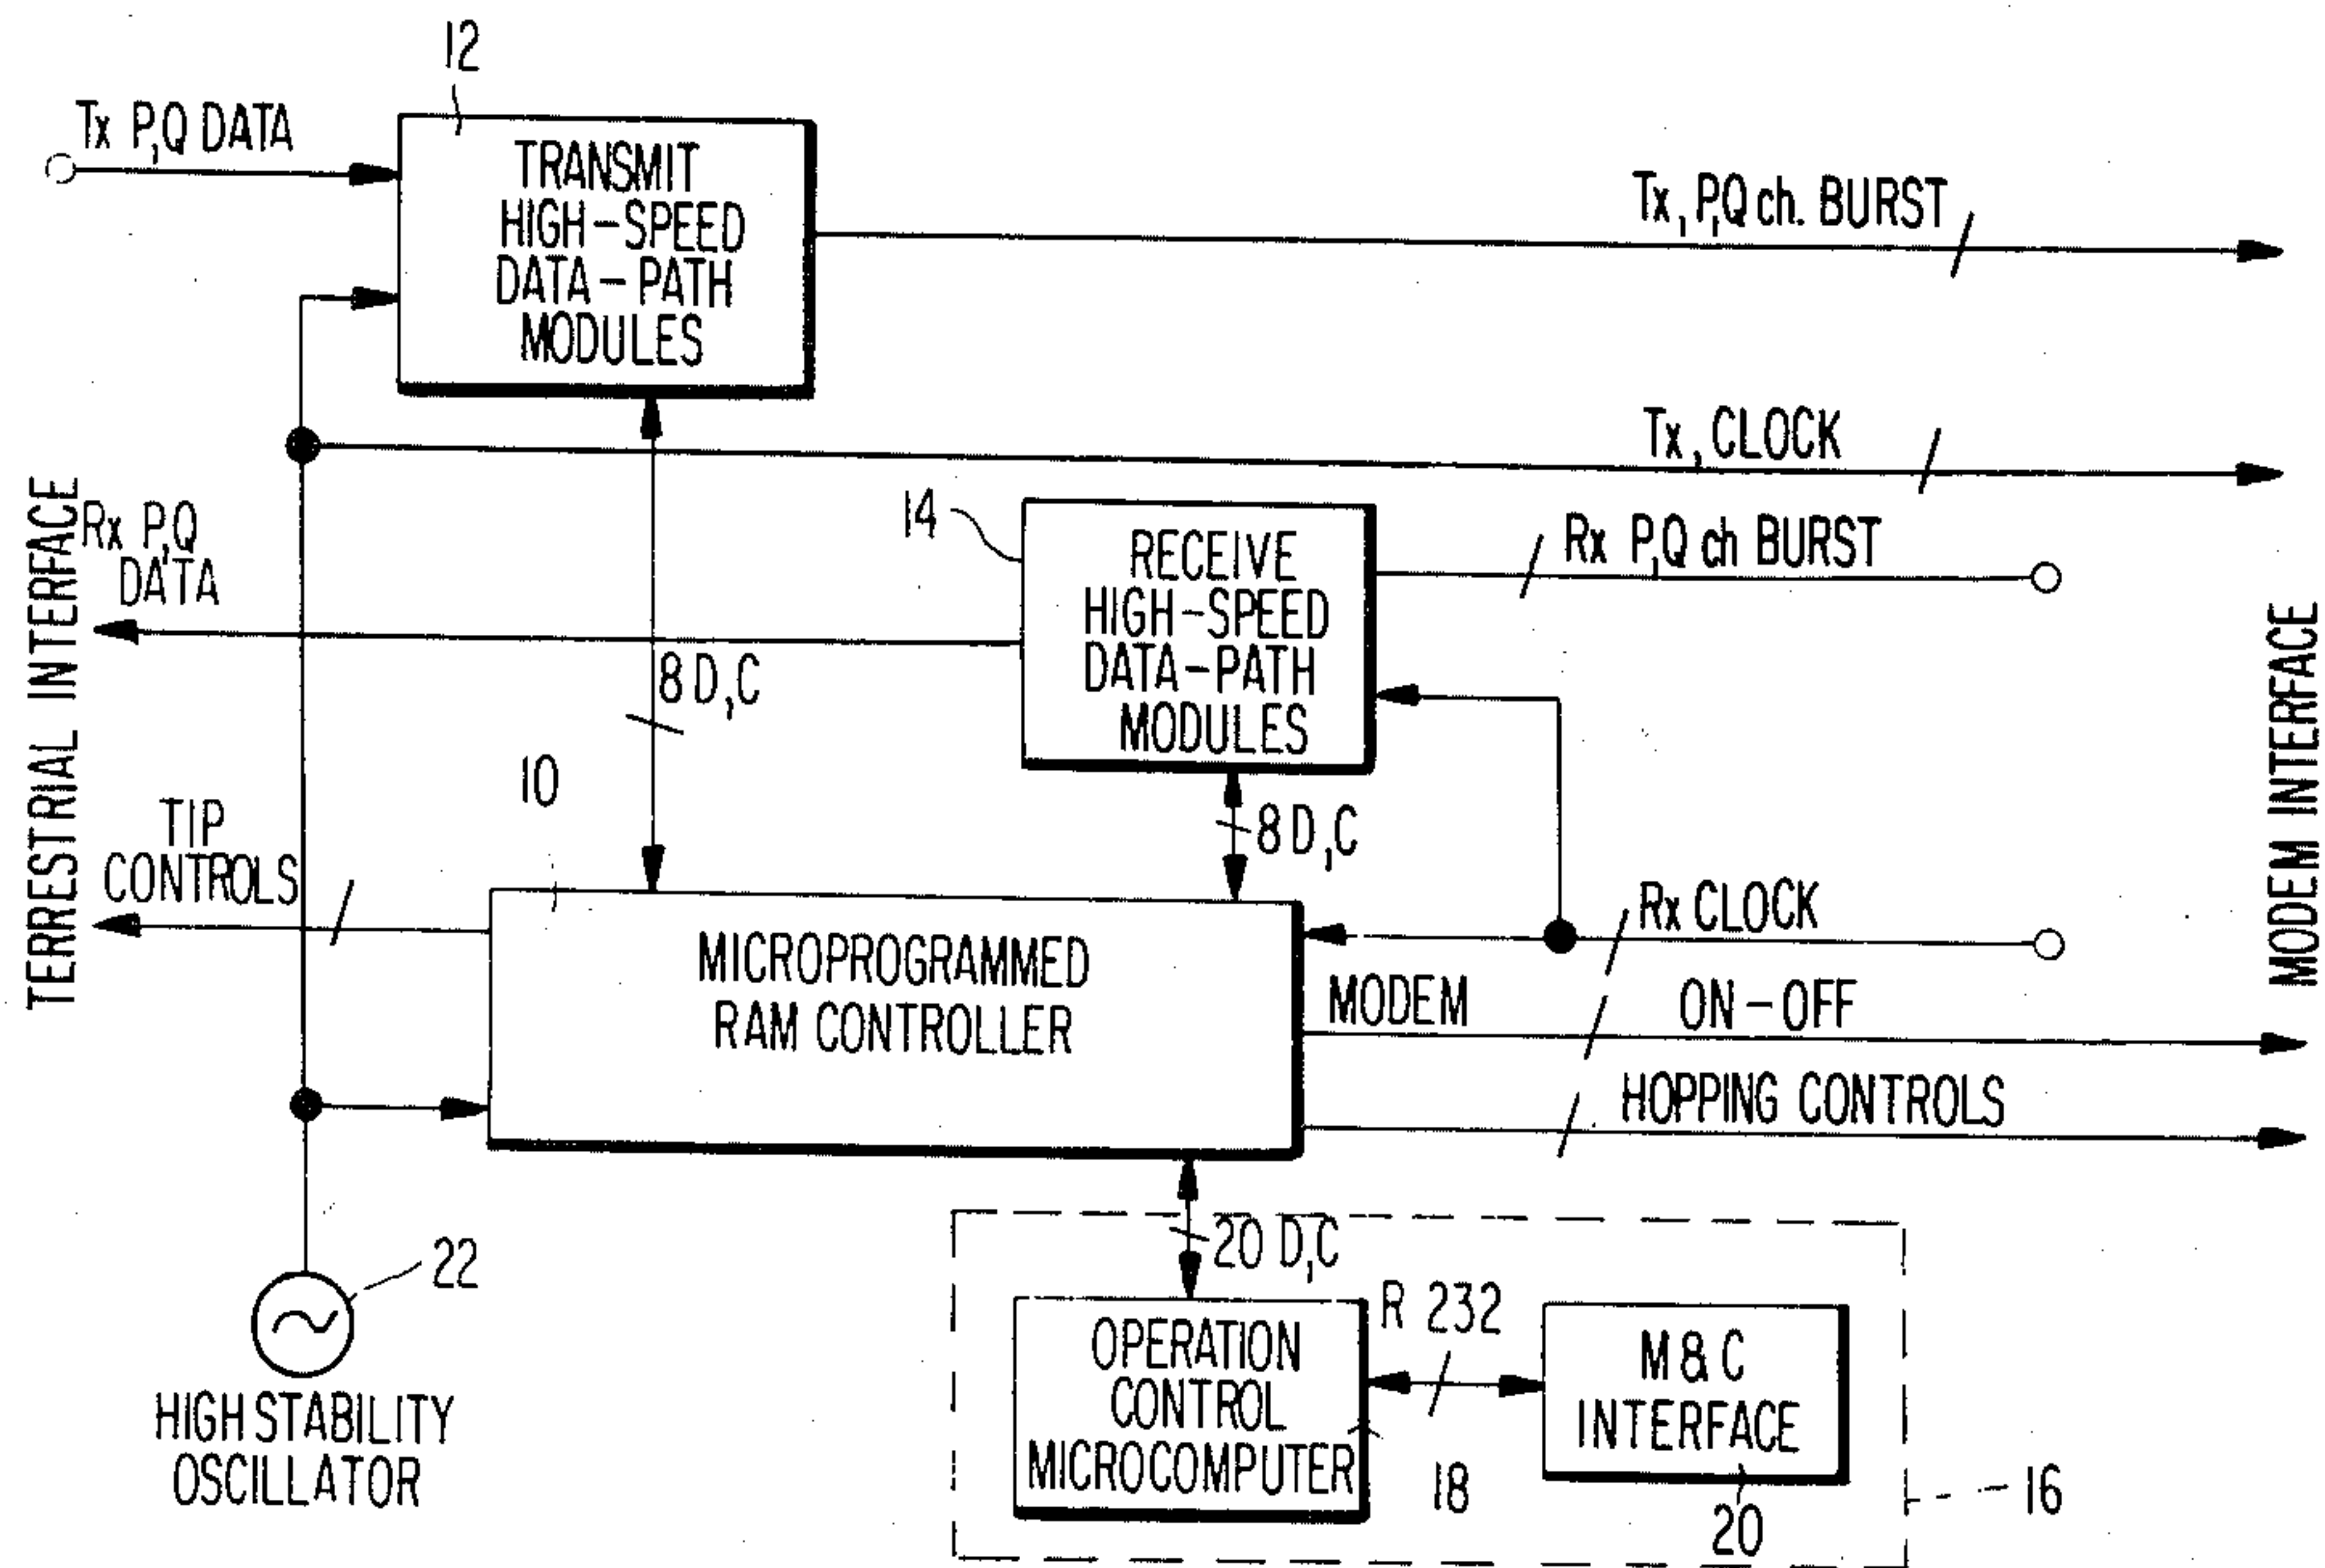 12
Tx P,Q DATA
TRANSMIT
HIGH-SPEED
DATA-PATH
MODULES
Tx, P,Q ch. BURST
Tx, CLOCK
TERRESTRIAL INTERFACE
Rx P,Q
DATA
14
RECEIVE
HIGH-SPEED
DATA-PATH
MODULES
Rx P,Q ch BURST
MODEM INTERFACE
8 D,C
8 D,C
10
TIP
CONTROLS
MICROPROGRAMMED
RAM CONTROLLER
Rx CLOCK
MODEM ON-OFF
HOPPING CONTROLS
20 D,C
22
HIGH STABILITY
OSCILLATOR
OPERATION
CONTROL
MICROCOMPUTER
R 232
18
M & C
INTERFACE
20
16